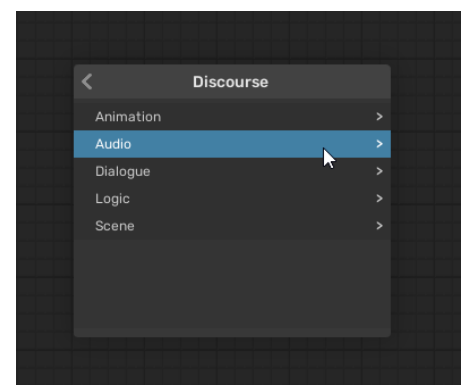 Discourse
Animation >
Audio >
Dialogue >
Logic >
Scene >